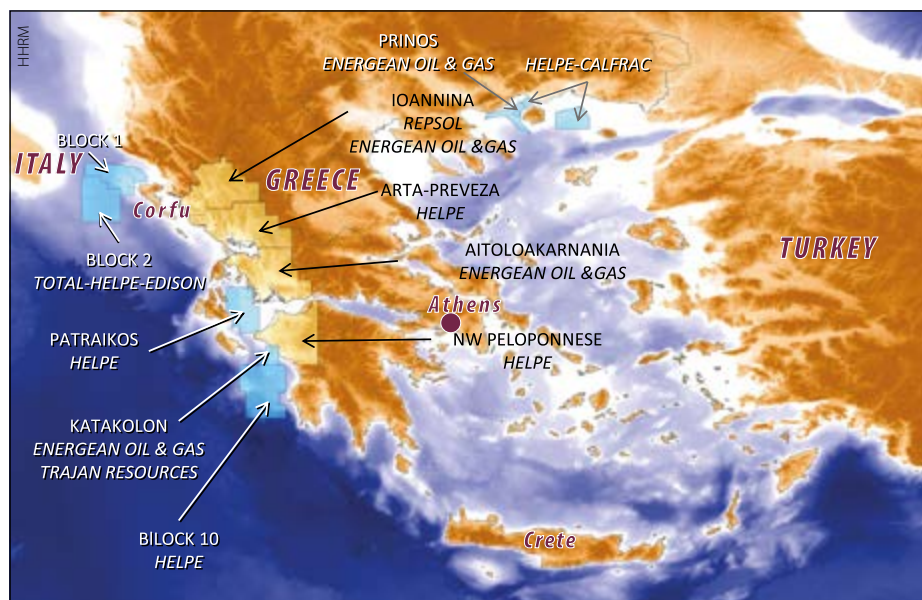 HHRM
PRINOS
ENERGEAN OIL & GAS
HELPE-CALFRAC
IOANNINA
REPSOL
ENERGEAN OIL &GAS
BLOCK 1
ITALY
GREECE
Corfu
ARTA-PREVEZA
HELPE
BLOCK 2
TOTAL-HELPE-EDISON
AITOLOAKARNANIA
ENERGEAN OIL &GAS
TURKEY
Athens
PATRAIKOS
HELPE
NW PELOPONNESE
HELPE
KATAKOLON
ENERGEAN OIL & GAS
TRAJAN RESOURCES
BILOCK 10
HELPE
Crete